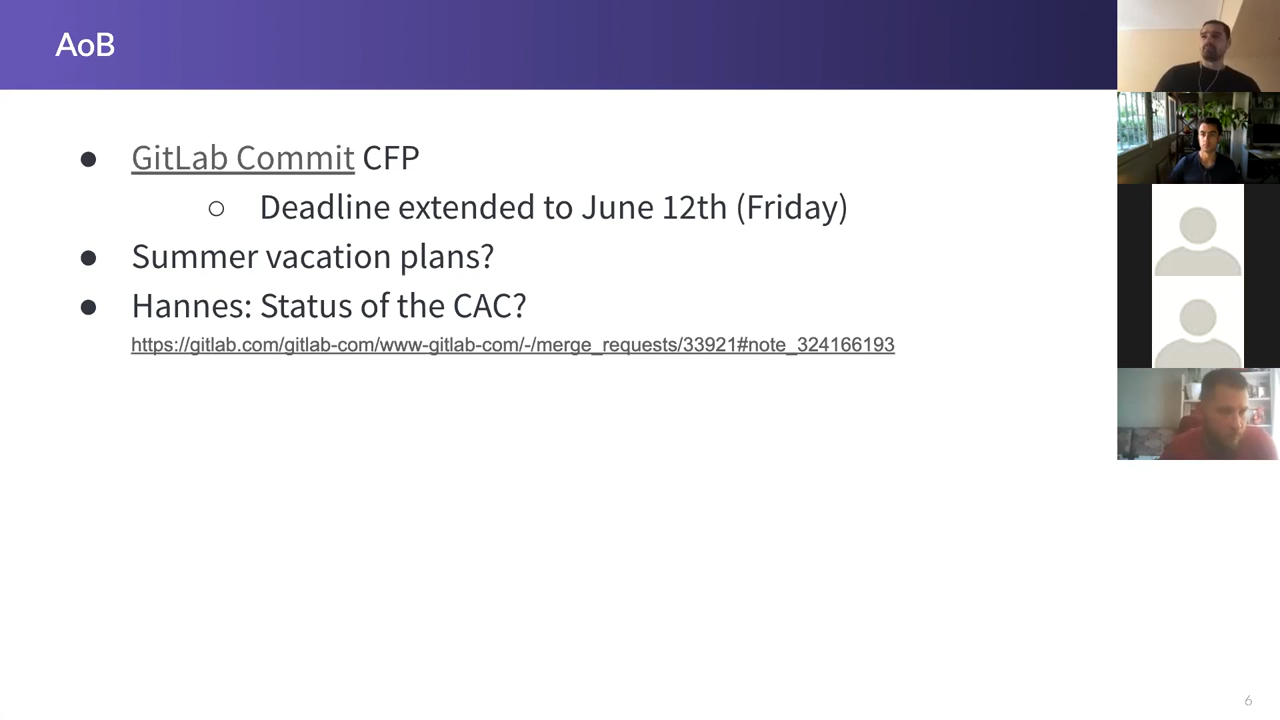 AoB
● GitLab Commit CFP
○ Deadline extended to June 12th (Friday)
● Summer vacation plans?
● Hannes: Status of the CAC?
https://gitlab.com/gitlab-com/www-gitlab-com/-/merge_requests/33921#note_324166193
6